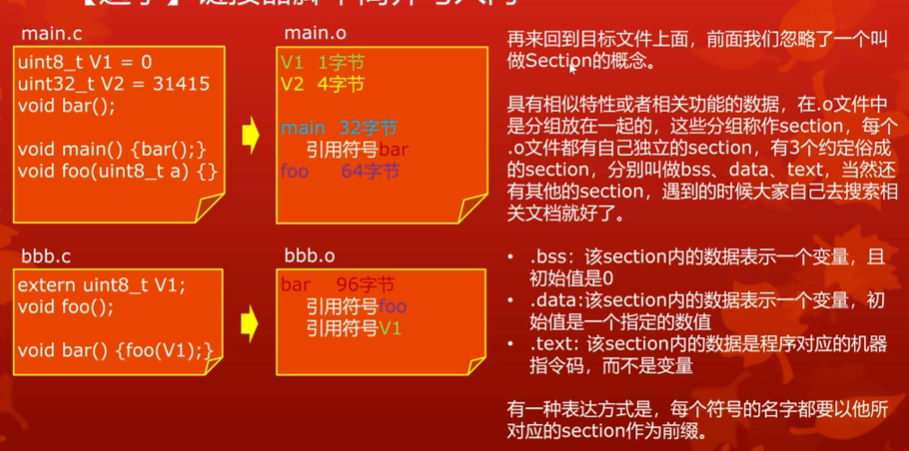 main.c
uint8_t V1 = 0
uint32_t V2 = 31415
void bar();
void main() {bar();}
void foo(uint8_t a) {}
main.o
V1 1字节
V2 4字节
main 32字节
引用符号bar
foo 64字节
bbb.c
extern uint8_t V1;
void foo();
void bar() {foo(V1);}
bbb.o
bar 96字节
引用符号foo
引用符号V1
再来回到目标文件上面，前面我们忽略了一个叫
做Section的概念。
具有相似特性或者相关功能的数据，在.o文件中
是分组放在一起的，这些分组称作section，每个
.o文件都有自己独立的section，有3个约定俗成
的section，分别叫做bss、data、text，当然还
有其他的section，遇到的时候大家自己去搜索相
关文档就好了。
• .bss：该section内的数据表示一个变量，且
初始值是0
• .data:该section内的数据表示一个变量，初
始值是一个指定的数值
• .text: 该section内的数据是程序对应的机器
指令码，而不是变量
有一种表达方式是，每个符号的名字都要以他所
对应的section作为前缀。